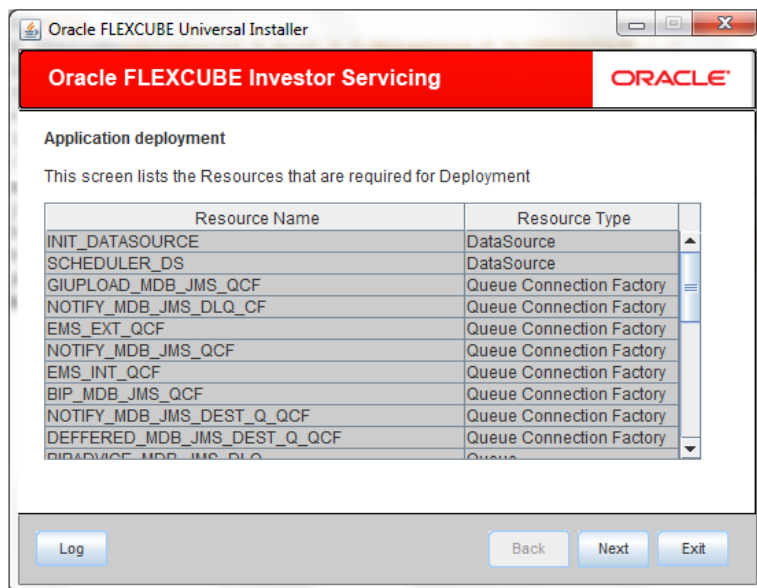 Oracle FLEXCUBE Universal Installer
Oracle FLEXCUBE Investor Servicing
ORACLE
Application deployment
This screen lists the Resources that are required for Deployment
Resource Name Resource Type
INIT_DATASOURCE DataSource
SCHEDULER_DS DataSource
GIUPLOAD_MDB_JMS_QCF Queue Connection Factory
NOTIFY_MDB_JMS_DLQ_CF Queue Connection Factory
EMS_EXT_QCF Queue Connection Factory
NOTIFY_MDB_JMS_QCF Queue Connection Factory
EMS_INT_QCF Queue Connection Factory
BIP_MDB_JMS_QCF Queue Connection Factory
NOTIFY_MDB_JMS_DEST_Q_QCF Queue Connection Factory
DEFFERED_MDB_JMS_DEST_Q_QCF Queue Connection Factory
Log Back Next Exit